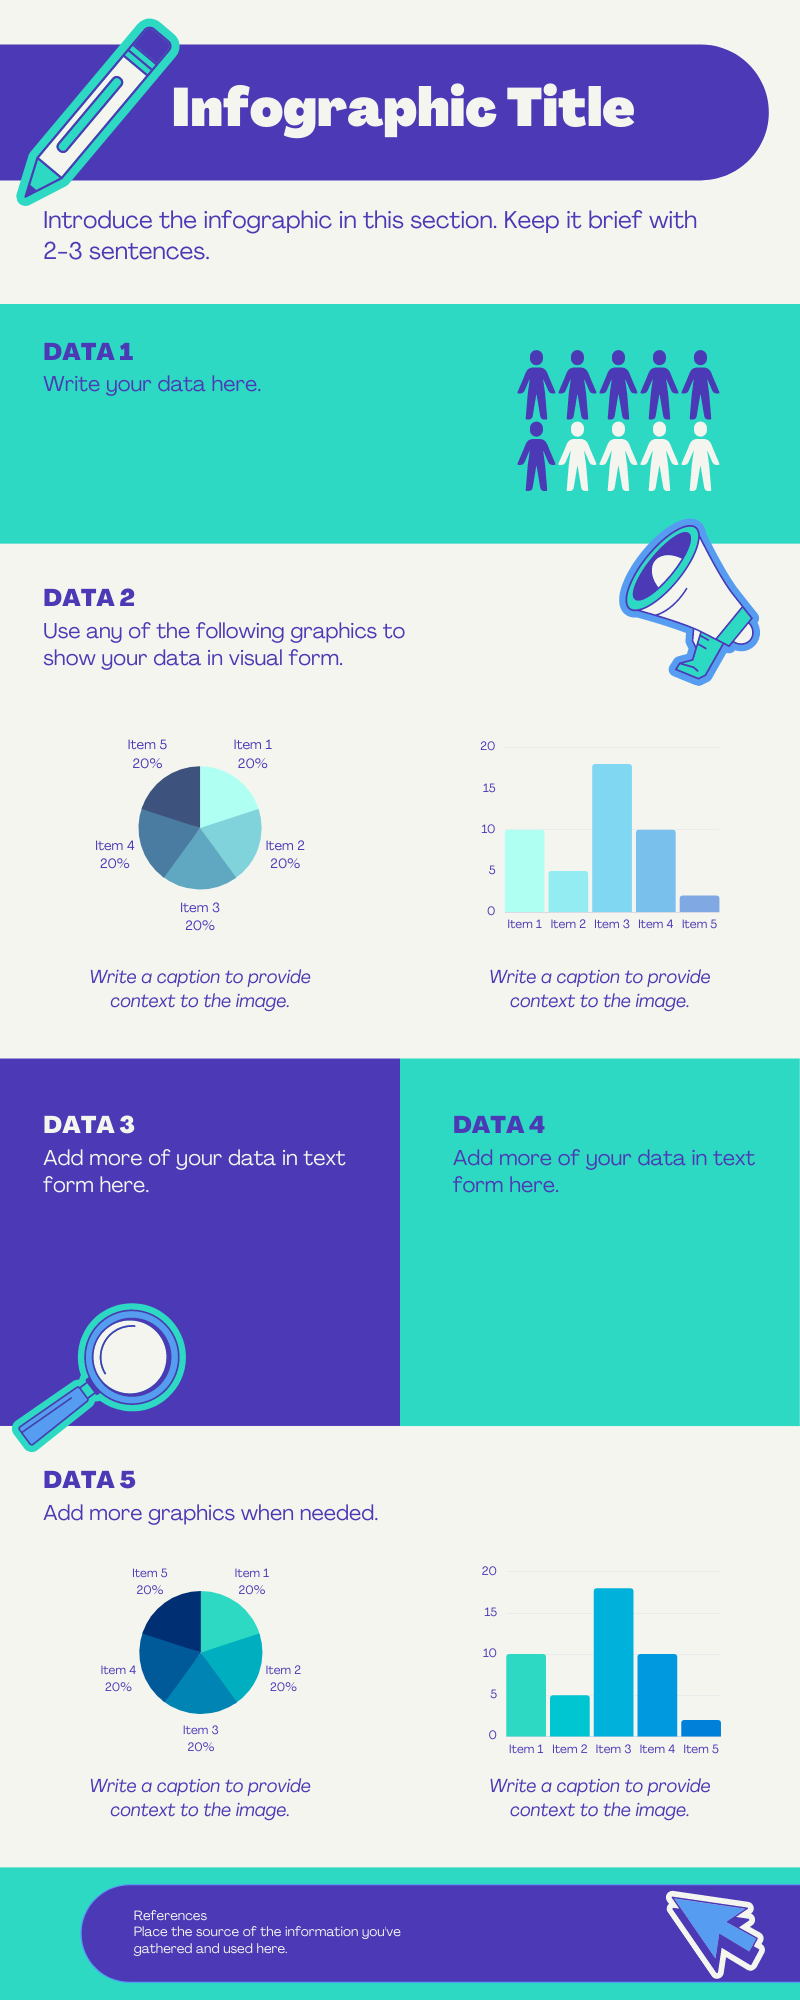 Infographic Title
Introduce the infographic in this section. Keep it brief with
2-3 sentences.
DATA 1
Write your data here.
DATA 2
Use any of the following graphics to
show your data in visual form.
Item 5
20%
Item 1
20%
Item 4
20%
Item 2
20%
Item 3
20%
20
15
10
5
0
Item 1 Item 2 Item 3 Item 4 Item 5
Write a caption to provide
context to the image.
Write a caption to provide
context to the image.
DATA 3
Add more of your data in text
form here.
DATA 4
Add more of your data in text
form here.
DATA 5
Add more graphics when needed.
Item 5
20%
Item 1
20%
Item 4
20%
Item 2
20%
Item 3
20%
20
15
10
5
0
Item 1 Item 2 Item 3 Item 4 Item 5
Write a caption to provide
context to the image.
Write a caption to provide
context to the image.
References
Place the source of the information you've
gathered and used here.